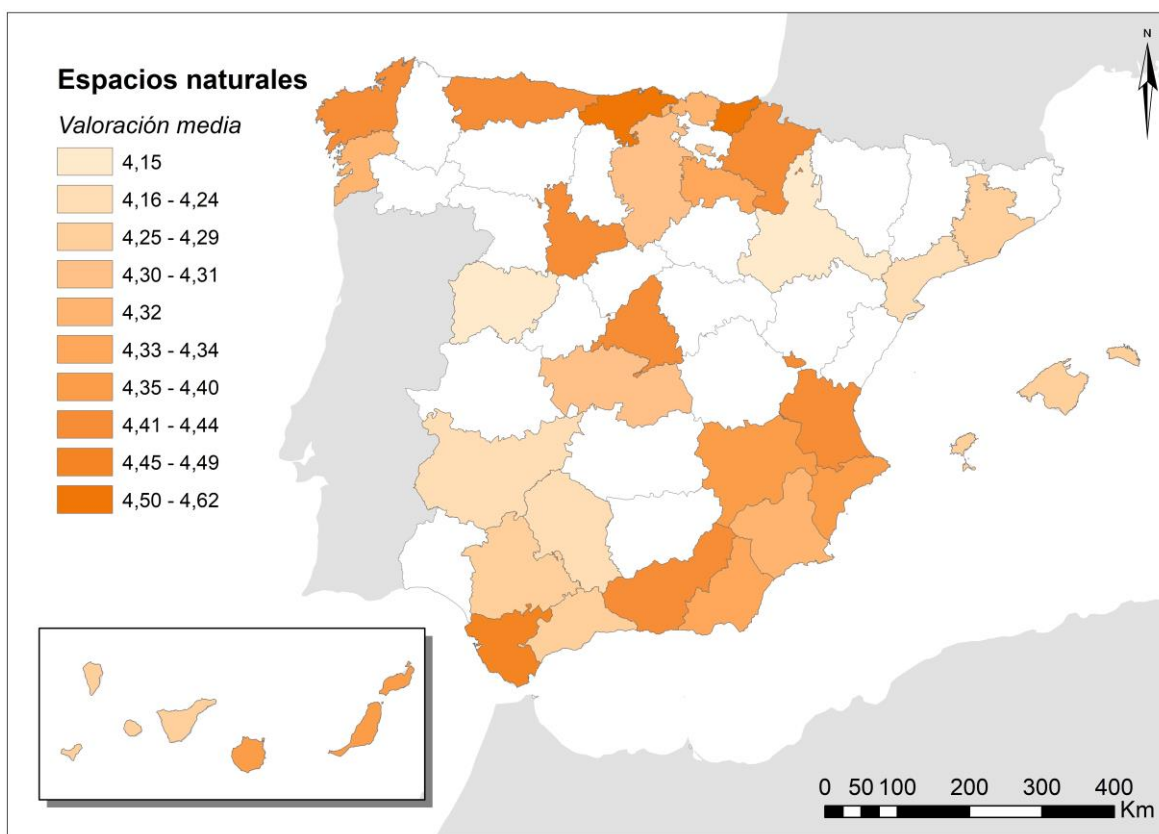 N
Espacios naturales
Valoración media
4,15
4,16 - 4,24
4,25 - 4,29
4,30 - 4,31
4,32
4,33 - 4,34
4,35 - 4,40
4,41 - 4,44
4,45 - 4,49
4,50 - 4,62
0 50 100 200 300 400
Km